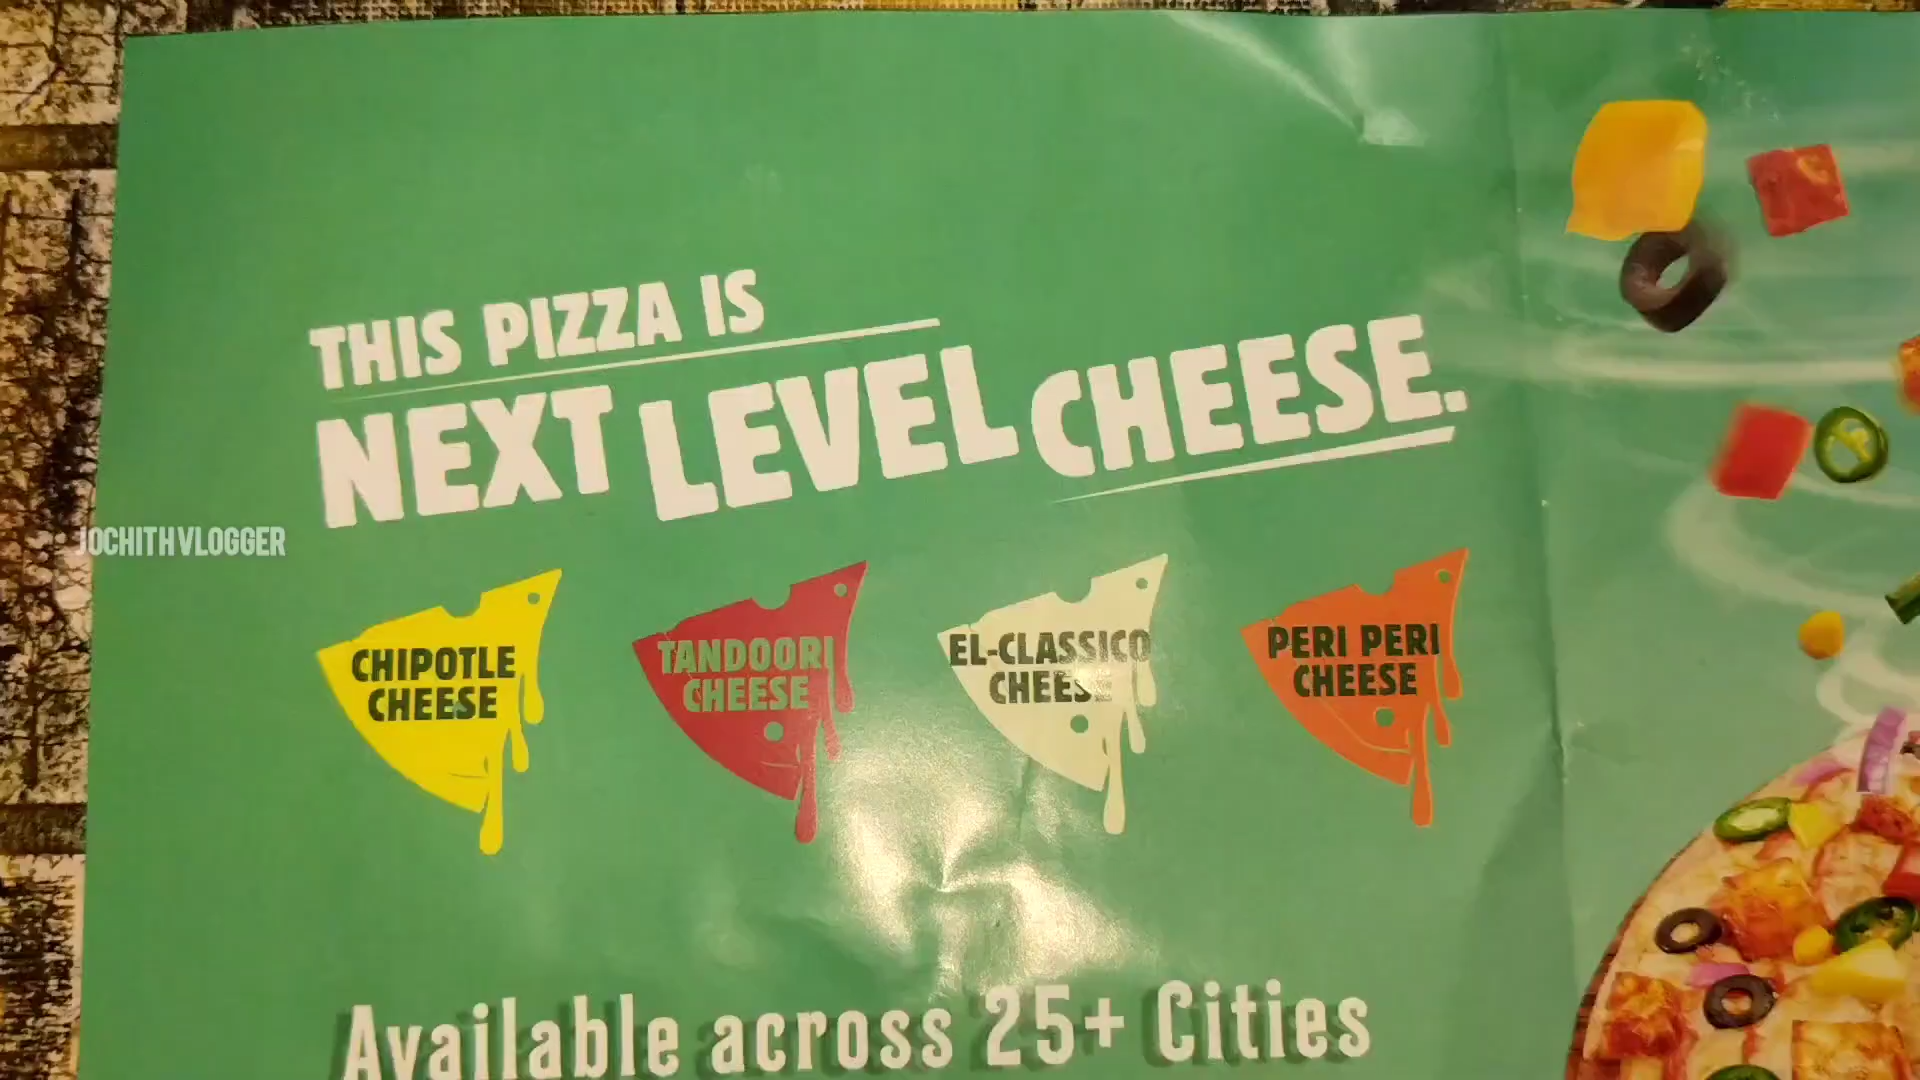 THIS PIZZA IS
NEXT LEVEL CHEESE.
JOCHITH VLOGGER
CHIPOTLE
CHEESE
TANDOORI
CHEESE
EL-CLASSICO
CHEESE
PERI PERI
CHEESE
Available across 25+ Cities